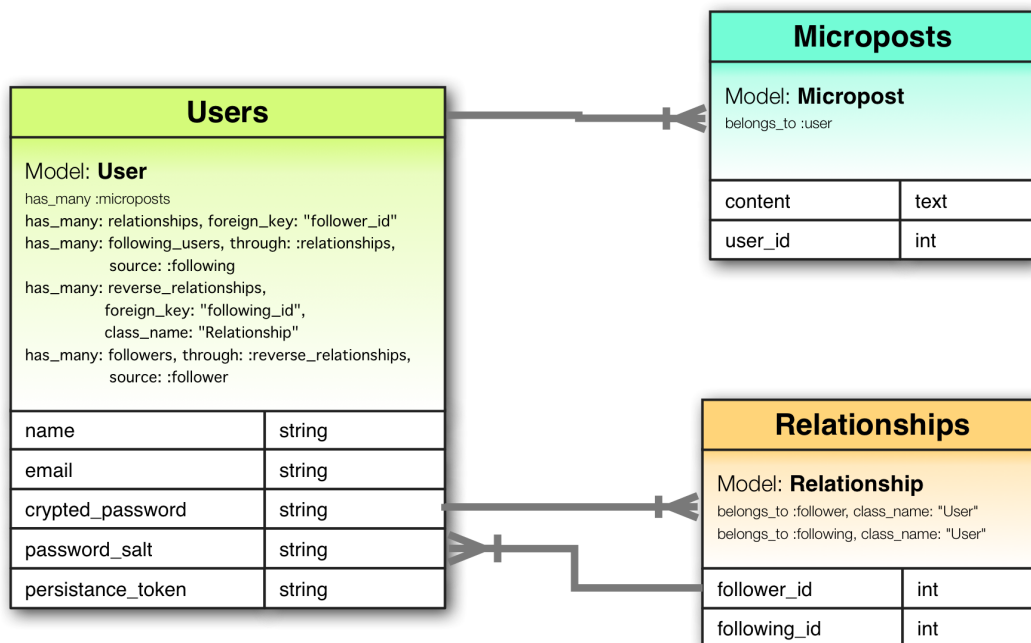 Users
Model: User
has_many :microposts
has_many: relationships, foreign_key: "follower_id"
has_many: following_users, through: :relationships,
source: :following
has_many: reverse_relationships,
foreign_key: "following_id",
class_name: "Relationship"
has_many: followers, through: :reverse_relationships,
source: :follower
name string
email string
crypted_password string
password_salt string
persistance_token string
Microposts
Model: Micropost
belongs_to :user
content text
user_id int
Relationships
Model: Relationship
belongs_to :follower, class_name: "User"
belongs_to :following, class_name: "User"
follower_id int
following_id int